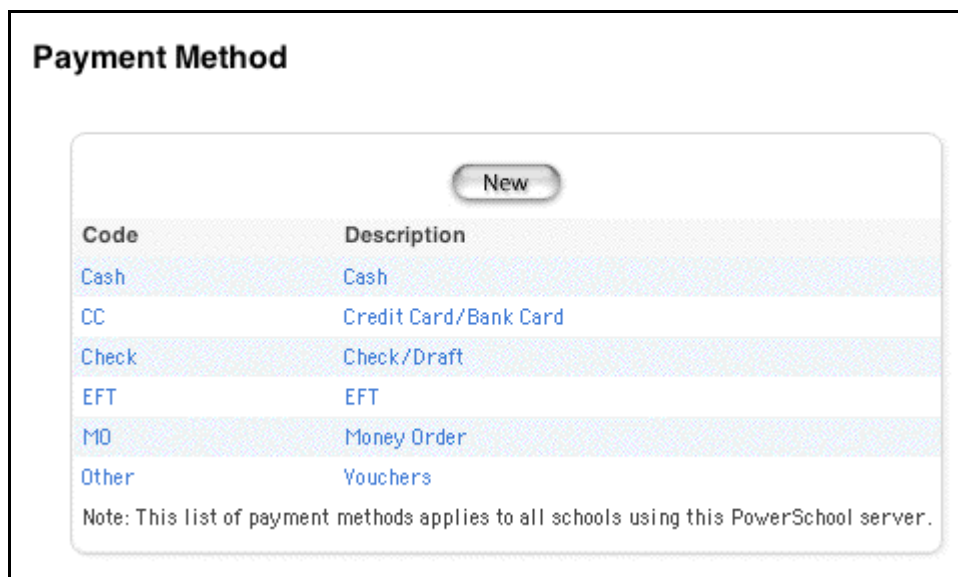 Payment Method
New
Code Description
Cash Cash
CC Credit Card/Bank Card
Check Check/Draft
EFT EFT
MO Money Order
Other Vouchers
Note: This list of payment methods applies to all schools using this PowerSchool server.